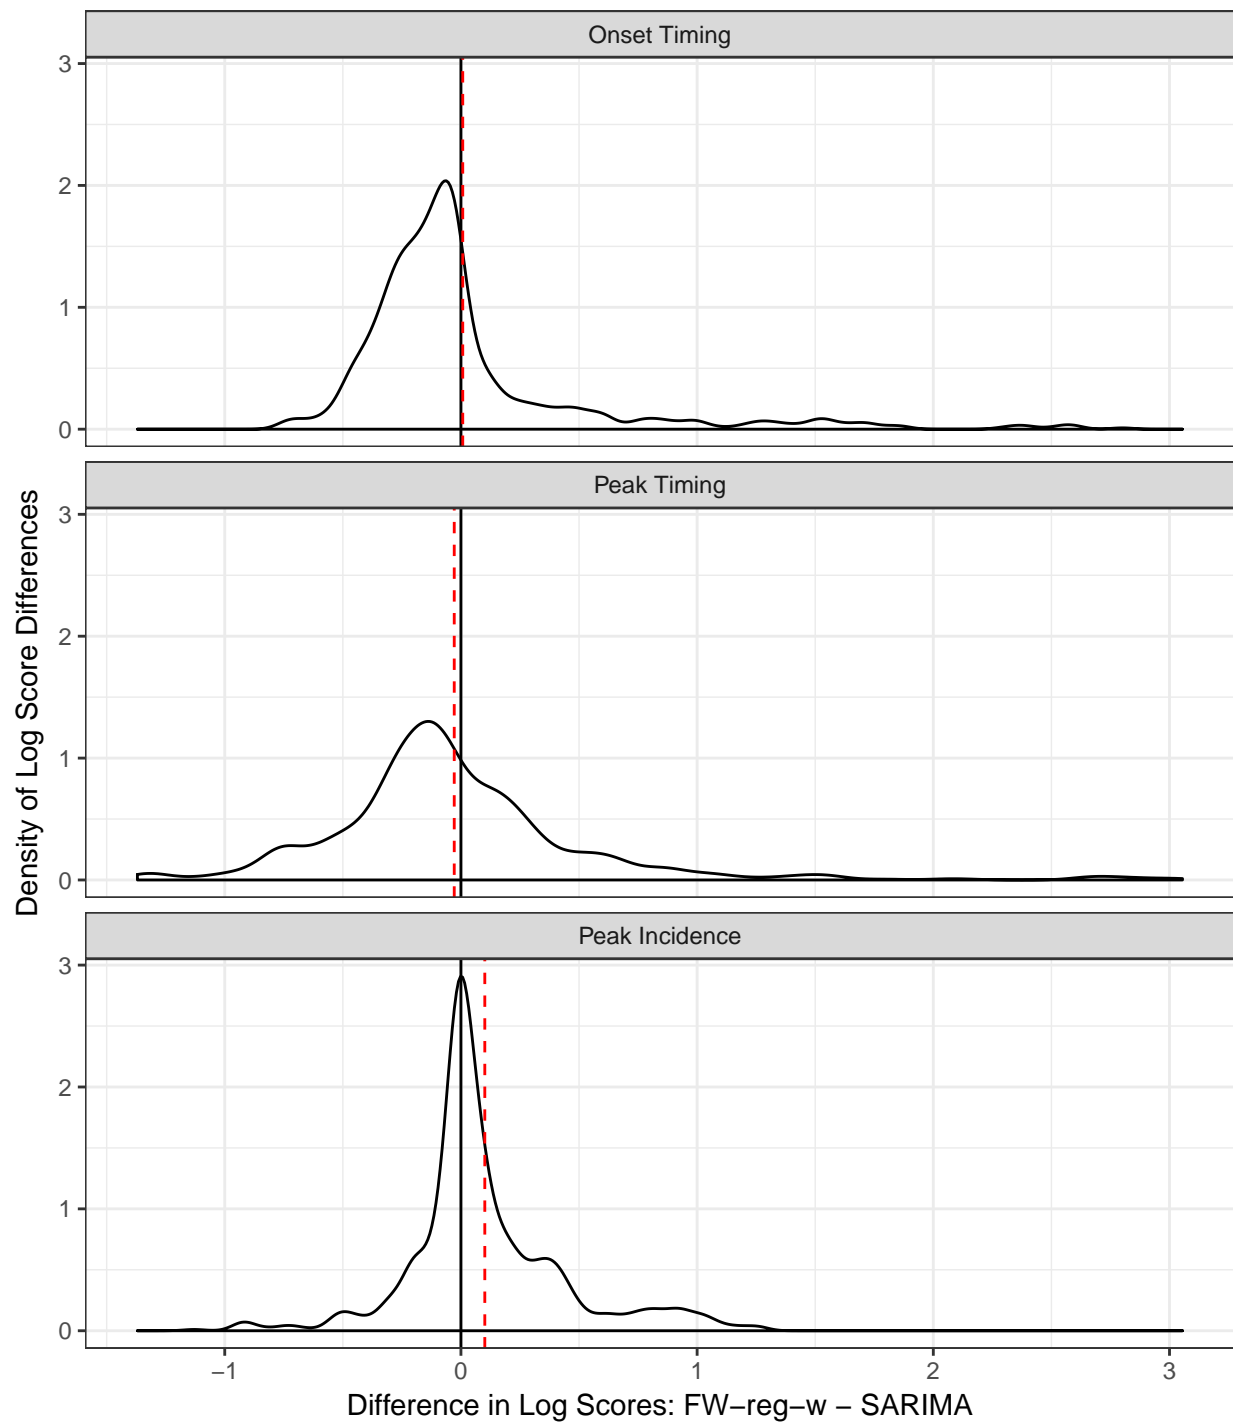 Onset Timing
3
2
1
0
Peak Timing
3
2
1
0
Peak Incidence
3
2
1
0
−1 0 1 2 3
Difference in Log Scores: FW−reg−w − SARIMA
Density of Log Score Differences